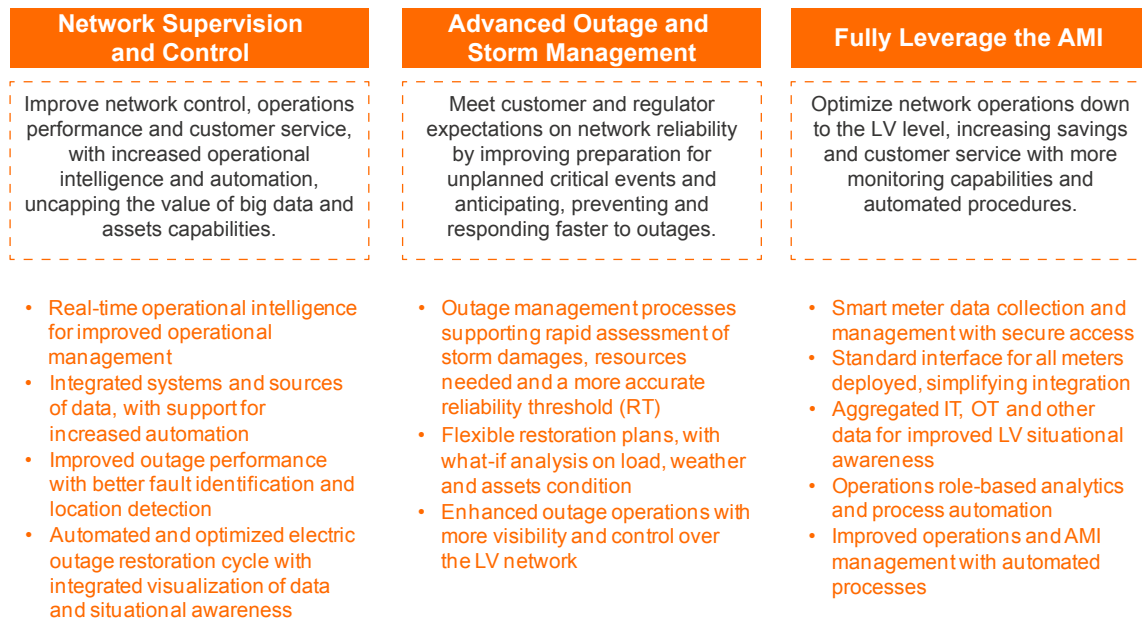 Network Supervision
and Control
Improve network control, operations
performance and customer service,
with increased operational
intelligence and automation,
uncapping the value of big data and
assets capabilities.
• Real-time operational intelligence
for improved operational
management
• Integrated systems and sources
of data, with support for
increased automation
• Improved outage performance
with better fault identification and
location detection
• Automated and optimized electric
outage restoration cycle with
integrated visualization of data
and situational awareness
Advanced Outage and
Storm Management
Meet customer and regulator
expectations on network reliability
by improving preparation for
unplanned critical events and
anticipating, preventing and
responding faster to outages.
• Outage management processes
supporting rapid assessment of
storm damages, resources
needed and a more accurate
reliability threshold (RT)
• Flexible restoration plans, with
what-if analysis on load, weather
and assets condition
• Enhanced outage operations with
more visibility and control over
the LV network
Fully Leverage the AMI
Optimize network operations down
to the LV level, increasing savings
and customer service with more
monitoring capabilities and
automated procedures.
• Smart meter data collection and
management with secure access
• Standard interface for all meters
deployed, simplifying integration
• Aggregated IT, OT and other
data for improved LV situational
awareness
• Operations role-based analytics
and process automation
• Improved operations and AMI
management with automated
processes